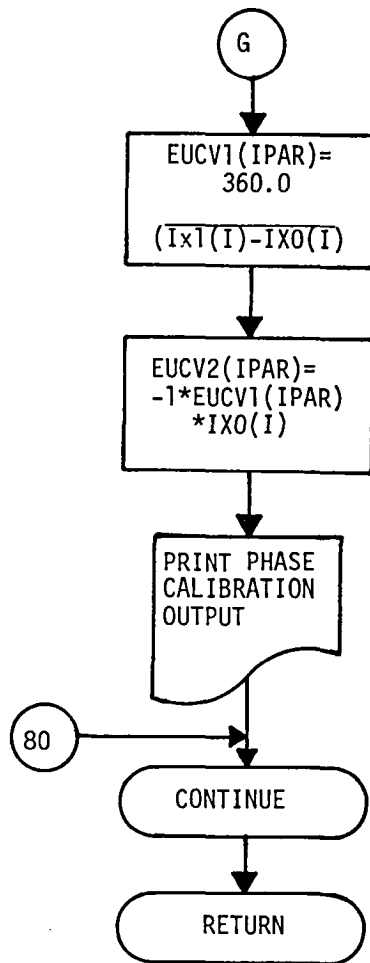 G
EUCV1(IPAR)=
360.0
(Ix1(I)-IX0(I)
EUCV2(IPAR)=
-1*EUCV1(IPAR)
*IX0(I)
PRINT PHASE
CALIBRATION
OUTPUT
80
CONTINUE
RETURN